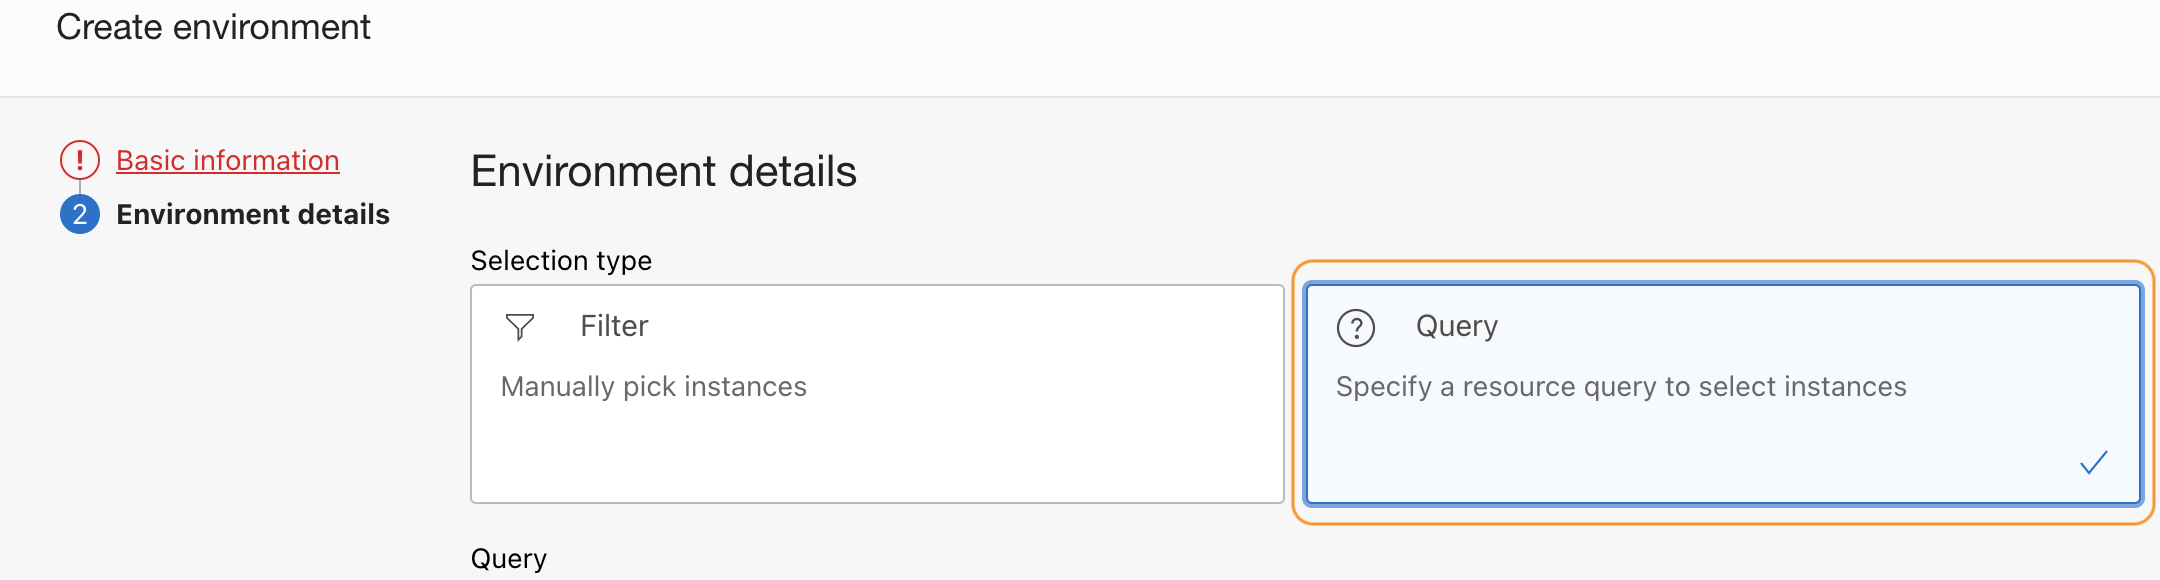 Create environment
! Basic information
2 Environment details
Environment details
Selection type
Filter
Manually pick instances
? Query
Specify a resource query to select instances
Query